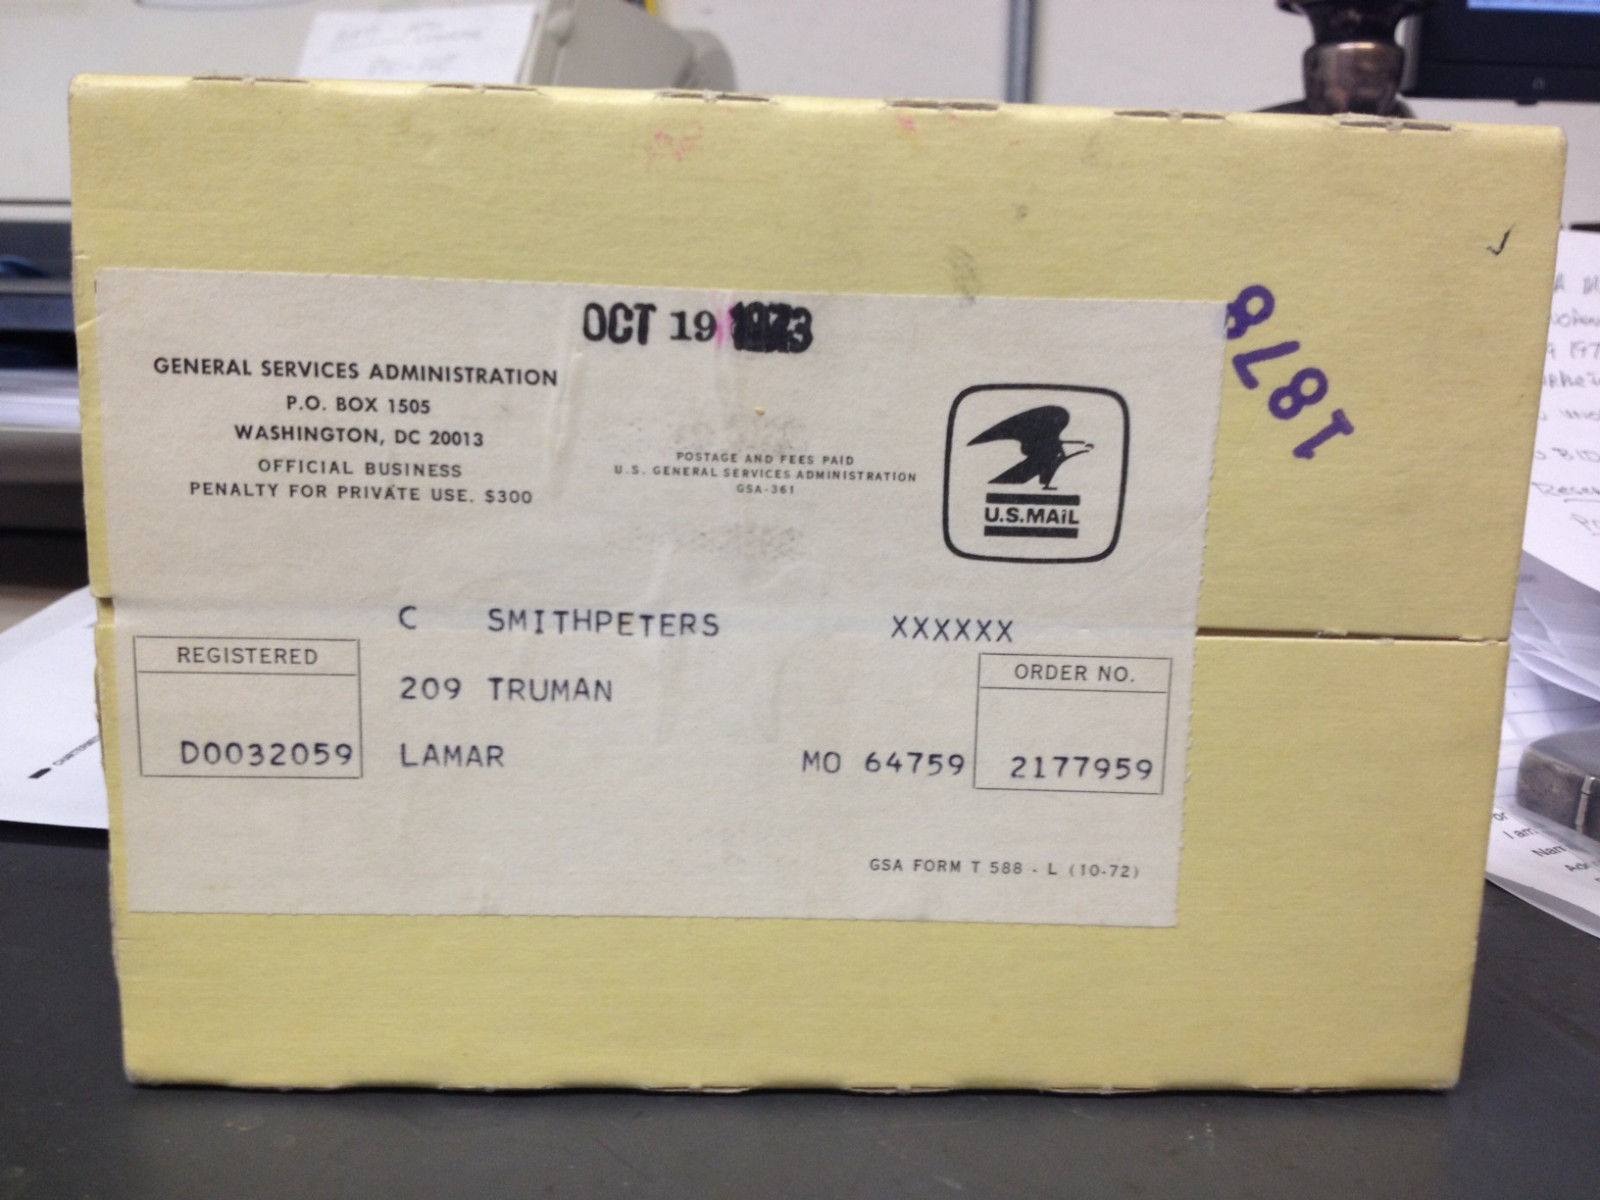 OCT 19 1973
GENERAL SERVICES ADMINISTRATION
P.O. BOX 1505
WASHINGTON, DC 20013
OFFICIAL BUSINESS
PENALTY FOR PRIVATE USE. $300
POSTAGE AND FEES PAID
U.S. GENERAL SERVICES ADMINISTRATION
GSA-361
U.S.MAiL
1878
C SMITHPETERS XXXXXX
209 TRUMAN
LAMAR MO 64759
REGISTERED
D0032059
ORDER NO.
2177959
GSA FORM T 588 - L (10-72)